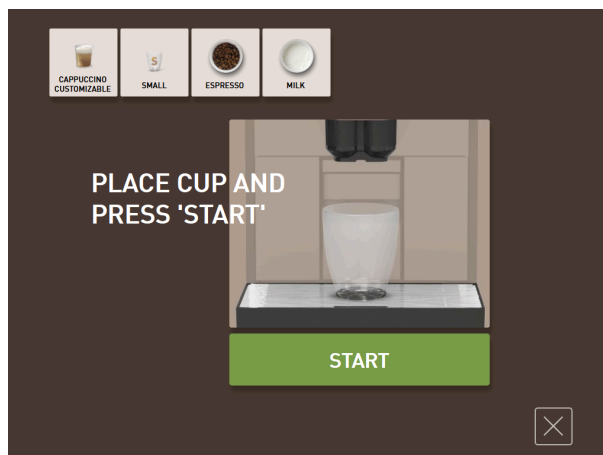 CAPPUCCINO
CUSTOMIZABLE
S
SMALL
ESPRESSO
MILK
PLACE CUP AND
PRESS 'START'
START